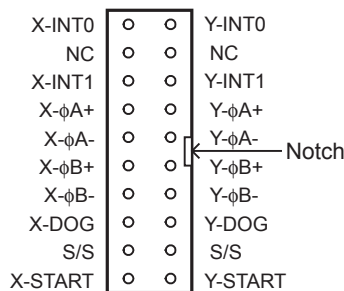 X-INT0 Y-INT0
NC NC
X-INT1 Y-INT1
X-ϕA+ Y-ϕA+
X-ϕA- Y-ϕA-
Notch
X-ϕB+ Y-ϕB+
X-ϕB- Y-ϕB-
X-DOG Y-DOG
S/S S/S
X-START Y-START